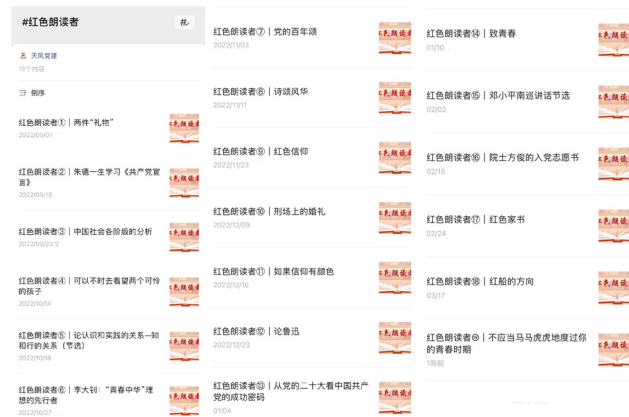 #红色朗读者
天风党建
19个内容
倒序
红色朗读者①｜两件“礼物”
2022/09/07
红色朗读者②｜朱德一生学习《共产党宣
言》
2022/09/15
红色朗读者③｜中国社会各阶级的分析
红色朗读者④｜可以不时去看望两个可怜
的孩子
2022/10/14
红色朗读者⑤｜论认识和实践的关系—知
和行的关系（节选）
2022/10/18
红色朗读者⑥｜李大钊：“青春中华”理
想的先行者
2022/10/27
红色朗读者⑦｜党的百年颂
2022/11/03
红色朗读者⑧｜诗颂风华
2022/11/11
红色朗读者⑨｜红色信仰
2022/11/23
红色朗读者⑩｜刑场上的婚礼
2022/12/09
红色朗读者⑪｜如果信仰有颜色
2022/12/16
红色朗读者⑫｜论鲁迅
2022/12/23
红色朗读者⑬｜从党的二十大看中国共产
党的成功密码
01/04
红色朗读者⑭｜致青春
01/10
红色朗读者⑮｜邓小平南巡讲话节选
02/02
红色朗读者⑯｜院士方俊的入党志愿书
02/15
红色朗读者⑰｜红色家书
02/24
红色朗读者⑱｜红船的方向
03/17
红色朗读者⑲｜不应当马马虎虎地度过你
的青春时期
1周前